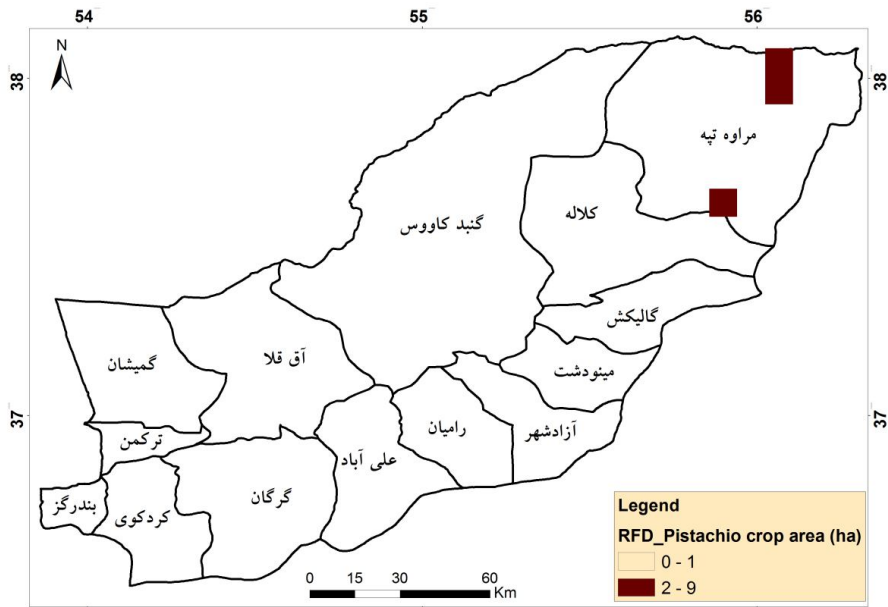 54 55 56
N
38 38
مراوه تپه
کلاله
گنبد کاووس
گالیکش
آق قلا
گمیشان
مینودشت
37 37
رامیان
آزادشهر
ترکمن
علی آباد
گرگان
بندرگز
کردکوی
Legend
RFD_Pistachio crop area (ha)
0 - 1
2 - 9
0 15 30 60
Km